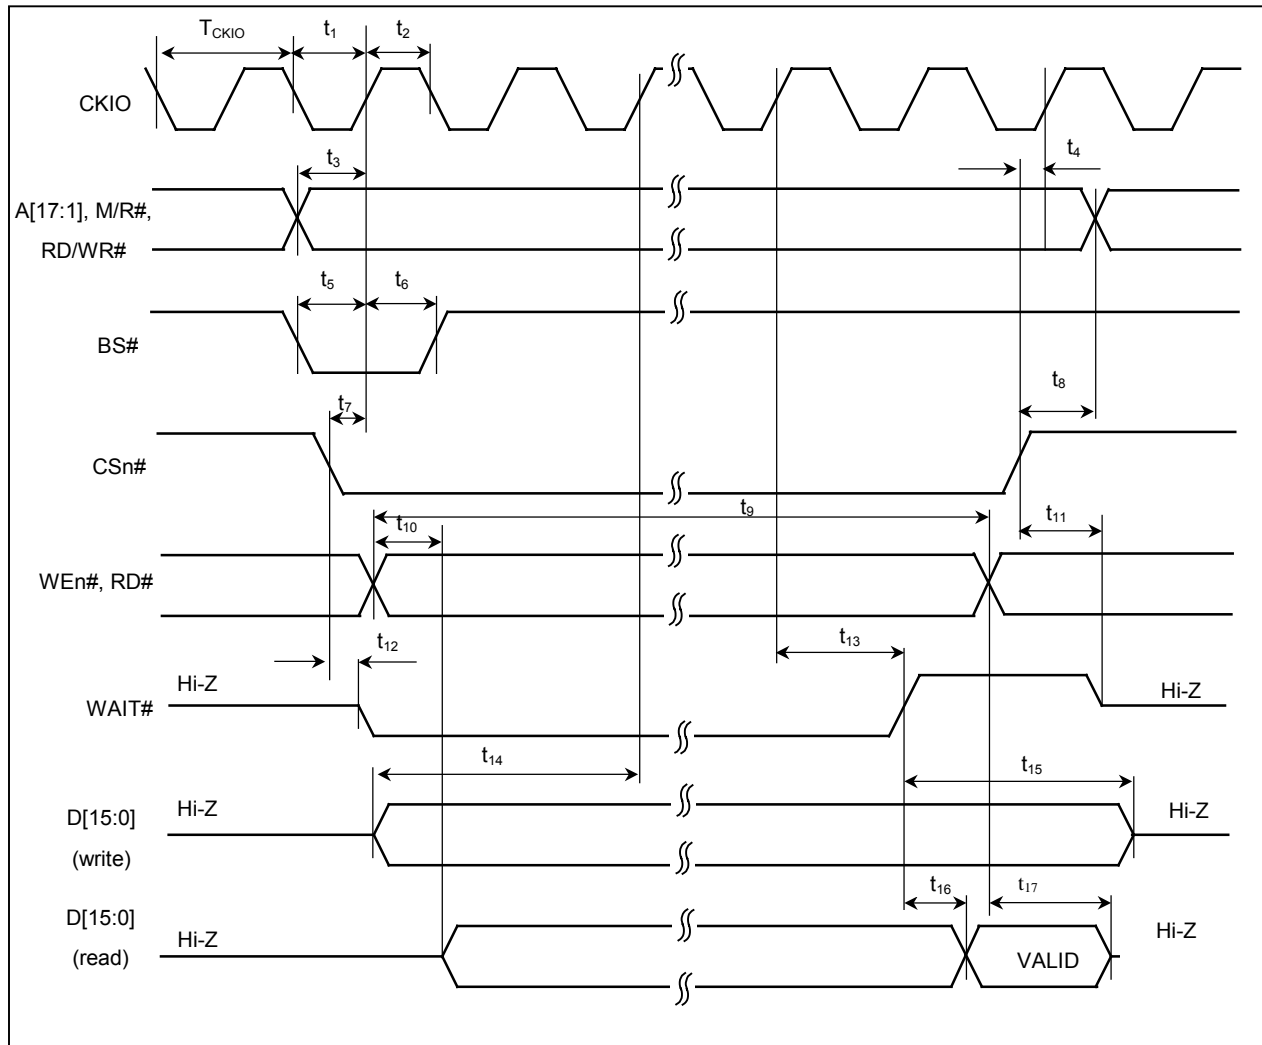 TCKIO t1 t2
CKIO
t3 t4
A[17:1], M/R#,
RD/WR#
t5 t6
BS#
t7 t8
CSn#
t9
t10 t11
WEn#, RD#
t12 t13
Hi-Z Hi-Z
WAIT#
t14 t15
Hi-Z Hi-Z
D[15:0]
(write)
t16 t17
D[15:0]
Hi-Z Hi-Z
(read) VALID